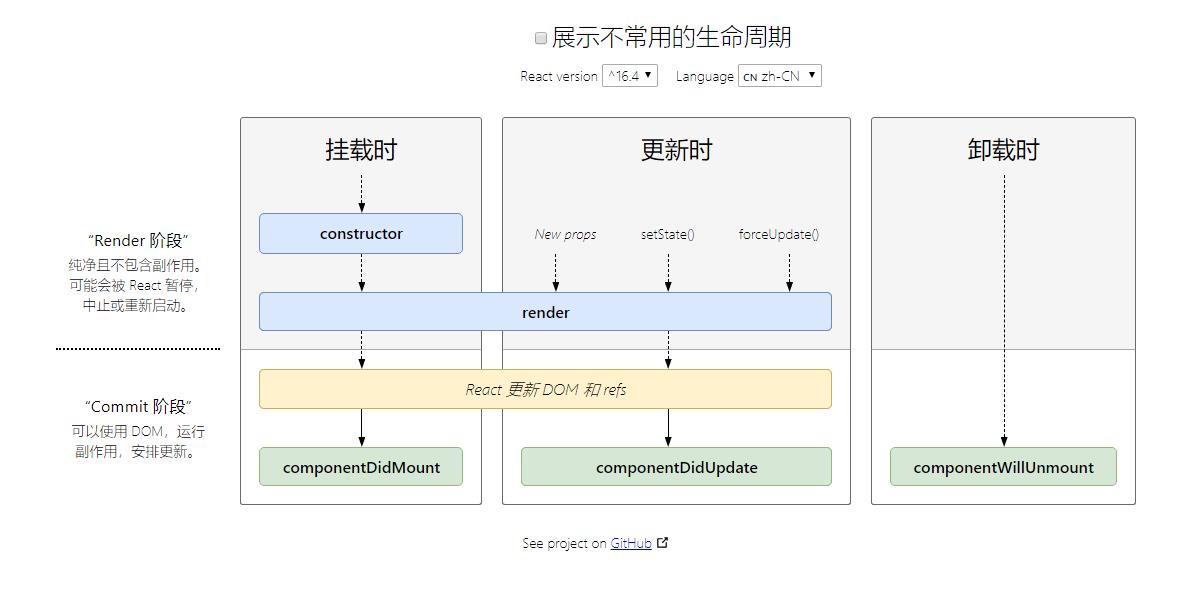 展示不常用的生命周期
React version ^16.4 Language CN zh-CN
挂载时
更新时
卸载时
“Render 阶段”
纯净且不包含副作用。
可能会被 React 暂停，
中止或重新启动。
constructor
New props
setState()
forceUpdate()
render
“Commit 阶段”
可以使用 DOM，运行
副作用，安排更新。
React 更新 DOM 和 refs
componentDidMount
componentDidUpdate
componentWillUnmount
See project on GitHub